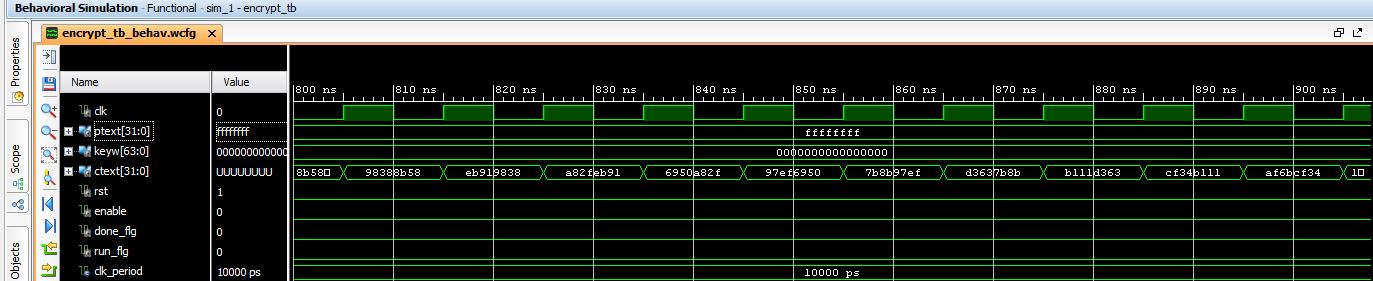 Behavioral Simulation - Functional - sim_1 - encrypt_tb
encrypt_tb_behav.wcfg
Properties
Scope
Objects
Name Value
800 ns 810 ns 820 ns 830 ns 840 ns 850 ns 860 ns 870 ns 880 ns 890 ns 900 ns
clk 0
ptext[31:0] ffffffff ffffffff
keyw[63:0] 000000000000 0000000000000000
ctext[31:0] UUUUUUUU 8b58 98388b58 eb919838 a82feb91 6950a82f 97ef6950 7b8b97ef d3637b8b b111d363 cf34b111 af6bcf34 1
rst 1
enable 0
done_flg 0
run_flg 0
clk_period 10000 ps 10000 ps